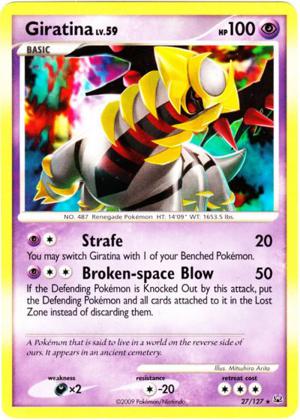 Giratina LV.59 HP 100
BASIC
NO. 487 Renegade Pokémon HT: 14'09" WT: 1653.5 lbs.
Strafe 20
You may switch Giratina with 1 of your Benched Pokémon.
Broken-space Blow 50
If the Defending Pokémon is Knocked Out by this attack, put
the Defending Pokémon and all cards attached to it in the Lost
Zone instead of discarding them.
A Pokémon that is said to live in a world on the reverse side
of ours. It appears in an ancient cemetery.
Illus. Mitsuhiro Arita
weakness resistance retreat cost
×2 -20
27/127 ★
©2009 Pokémon/Nintendo